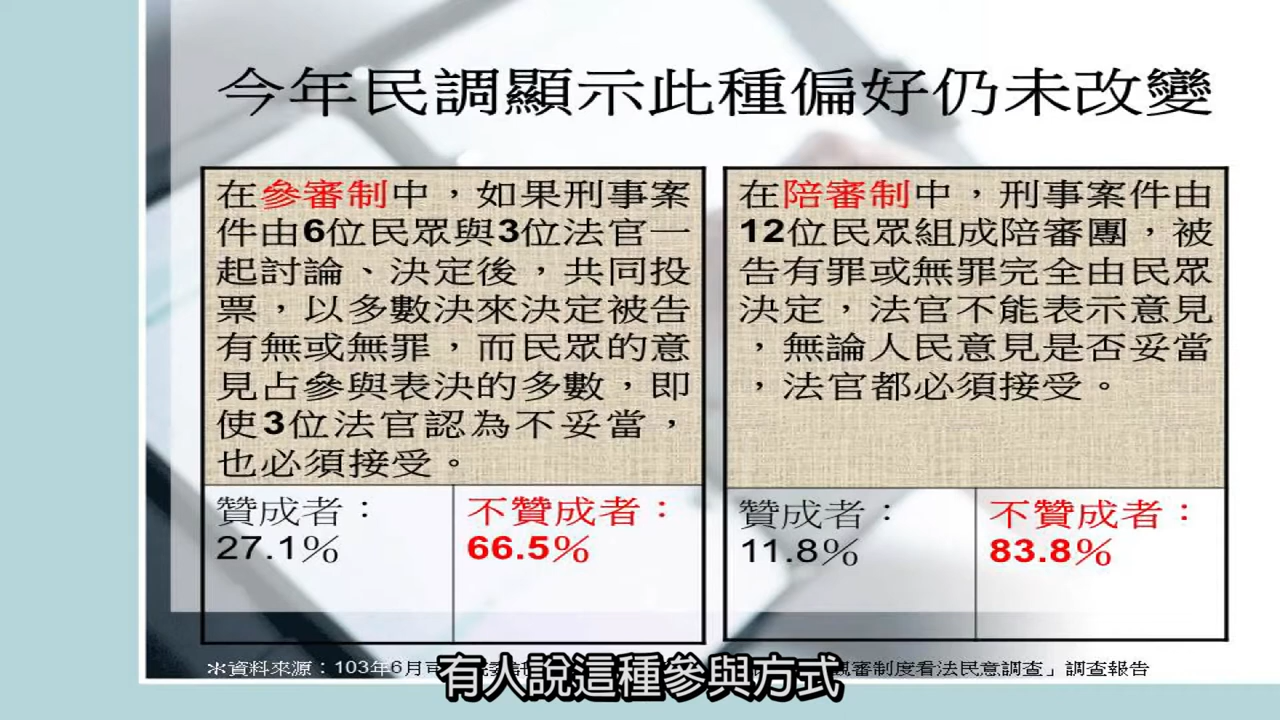 今年民調顯示此種偏好仍未改變
在參審制中，如果刑事案
件由6位民眾與3位法官一
起討論、決定後，共同投
票，以多數決來決定被告
有無或無罪，而民眾的意
見占參與表決的多數，即
使3位法官認為不妥當，
也必須接受。
贊成者：
27.1%
不贊成者：
66.5%
在陪審制中，刑事案件由
12位民眾組成陪審團，被
告有罪或無罪完全由民眾
決定，法官不能表示意見
，無論人民意見是否妥當
，法官都必須接受。
贊成者：
11.8%
不贊成者：
83.8%
*資料來源：103年6月司 觀審制度看法民意調查」調查報告
有人說這種參與方式